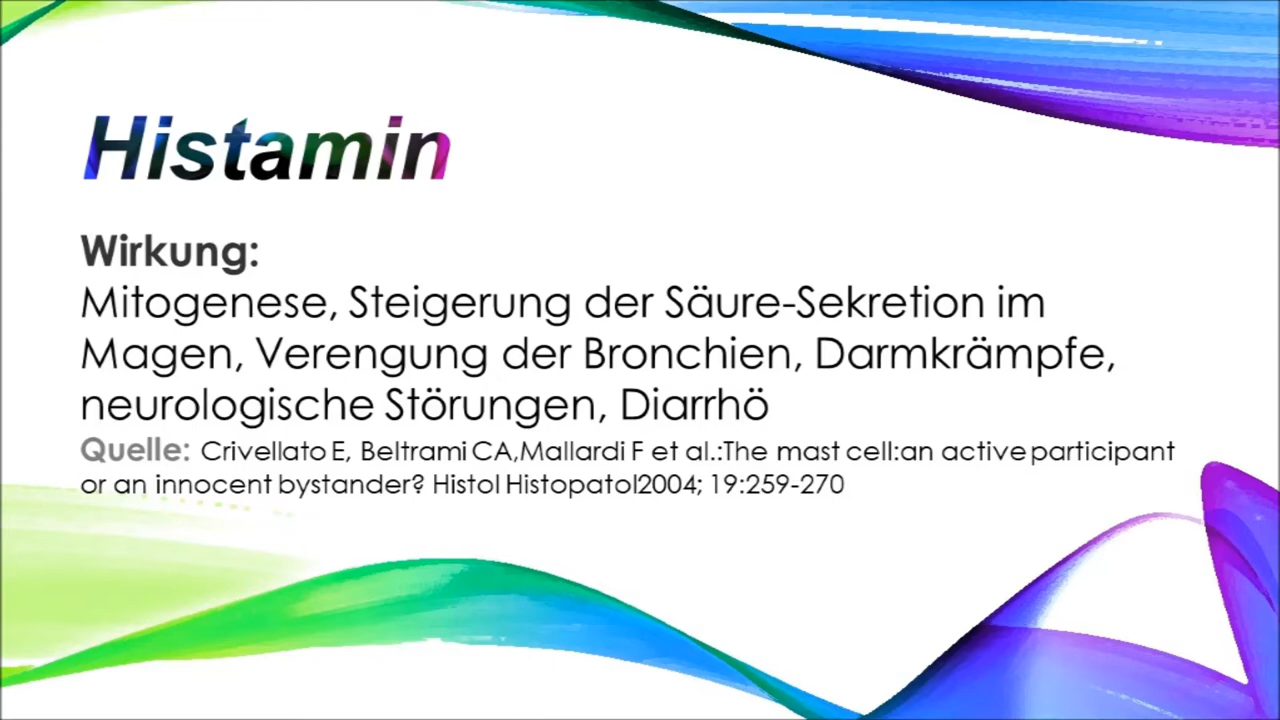 Histamin
Wirkung:
Mitogenese, Steigerung der Säure-Sekretion im
Magen, Verengung der Bronchien, Darmkrämpfe,
neurologische Störungen, Diarrhö
Quelle: Crivellato E, Beltrami CA,Mallardi F et al.:The mast cell:an active participant
or an innocent bystander? Histol Histopatol2004; 19:259-270